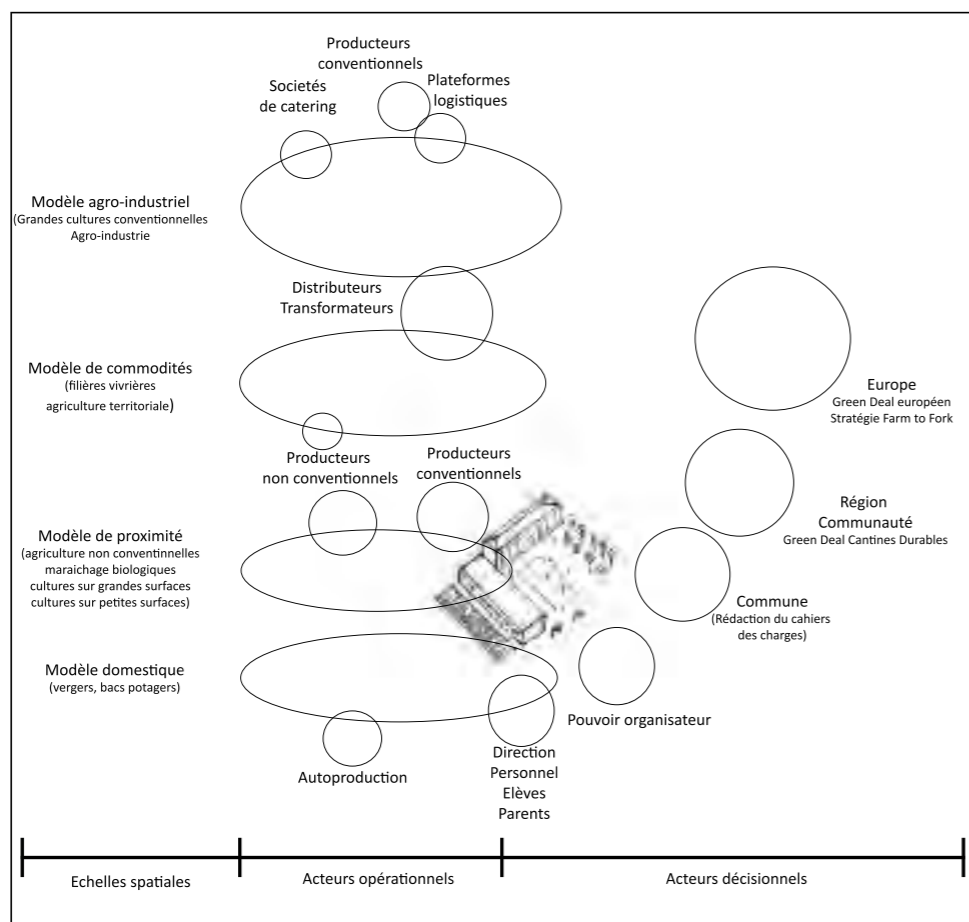 Producteurs
conventionnels
Societés
de catering
Plateformes
logistiques
Modèle agro-industriel
(Grandes cultures conventionnelles
Agro-industrie
Distributeurs
Transformateurs
Modèle de commodités
(filières vivrières
agriculture territoriale)
Europe
Green Deal européen
Stratégie Farm to Fork
Producteurs
non conventionnels
Producteurs
conventionnels
Région
Communauté
Green Deal Cantines Durables
Modèle de proximité
(agriculture non conventionnelles
maraichage biologiques
cultures sur grandes surfaces
cultures sur petites surfaces)
Commune
(Rédaction du cahiers
des charges)
Modèle domestique
(vergers, bacs potagers)
Pouvoir organisateur
Autoproduction
Direction
Personnel
Elèves
Parents
Echelles spatiales
Acteurs opérationnels
Acteurs décisionnels